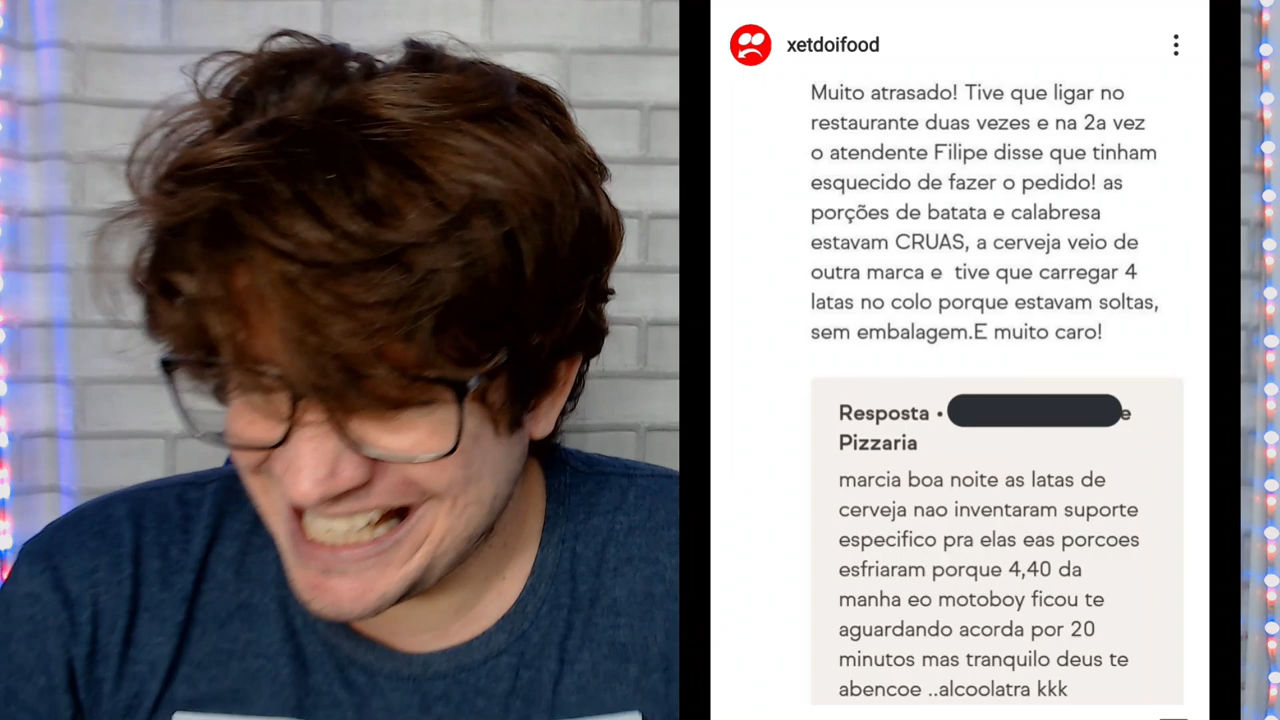 xetdoifood
Muito atrasado! Tive que ligar no
restaurante duas vezes e na 2a vez
o atendente Filipe disse que tinham
esquecido de fazer o pedido! as
porções de batata e calabresa
estavam CRUAS, a cerveja veio de
outra marca e  tive que carregar 4
latas no colo porque estavam soltas,
sem embalagem.E muito caro!
Resposta • e
Pizzaria
marcia boa noite as latas de
cerveja nao inventaram suporte
especifico pra elas eas porcoes
esfriaram porque 4,40 da
manha eo motoboy ficou te
aguardando acorda por 20
minutos mas tranquilo deus te
abencoe ..alcoolatra kkk